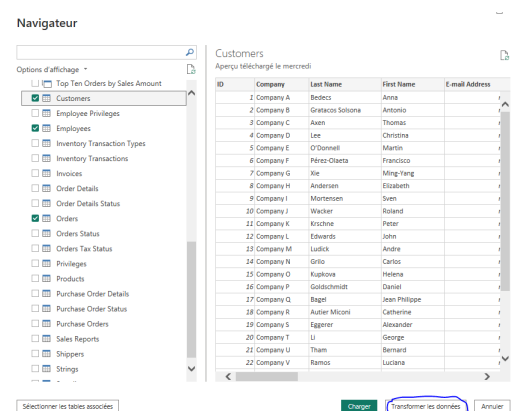 Navigateur
Options d'affichage
Top Ten Orders by Sales Amount
Customers
Employee Privileges
Employees
Inventory Transaction Types
Inventory Transactions
Invoices
Order Details
Order Details Status
Orders
Orders Status
Orders Tax Status
Privileges
Products
Purchase Order Details
Purchase Order Status
Purchase Orders
Sales Reports
Shippers
Strings
Customers
Aperçu téléchargé le mercredi
ID Company Last Name First Name E-mail Address
1 Company A Bedecs Anna
2 Company B Gratacos Solsona Antonio
3 Company C Axen Thomas
4 Company D Lee Christina
5 Company E O'Donnell Martin
6 Company F Pérez-Olaeta Francisco
7 Company G Xie Ming-Yang
8 Company H Andersen Elizabeth
9 Company I Mortensen Sven
10 Company J Wacker Roland
11 Company K Krschne Peter
12 Company L Edwards John
13 Company M Ludick Andre
14 Company N Grilo Carlos
15 Company O Kupkova Helena
16 Company P Goldschmidt Daniel
17 Company Q Bagel Jean Philippe
18 Company R Autier Miconi Catherine
19 Company S Eggerer Alexander
20 Company T Li George
21 Company U Tham Bernard
22 Company V Ramos Luciana
Sélectionner les tables associées
Charger Transformer les données Annuler